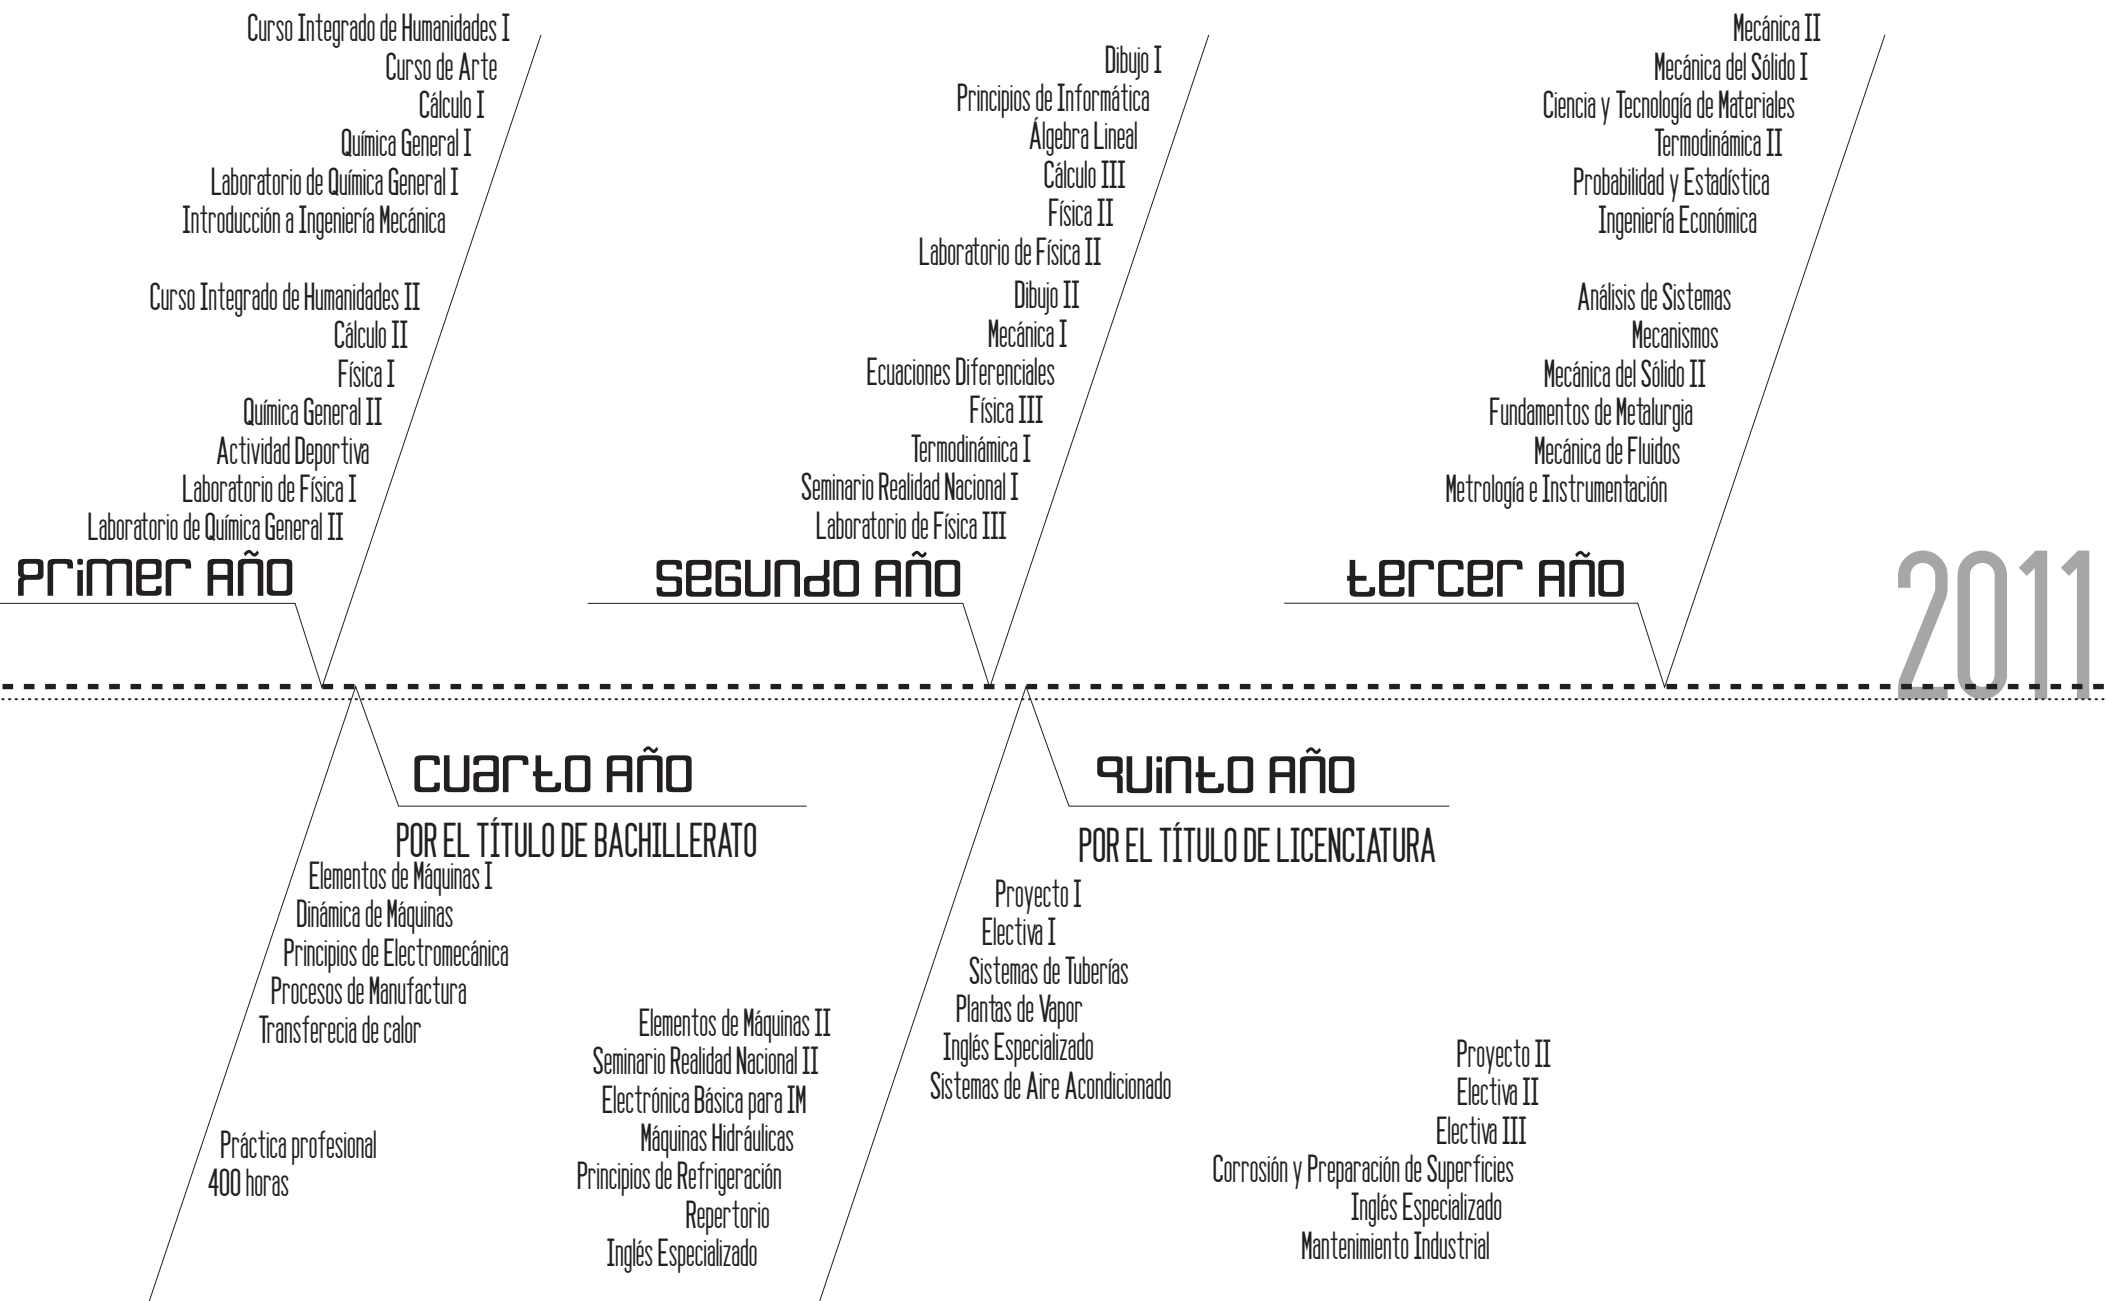 Curso Integrado de Humanidades I
Curso de Arte
Cálculo I
Química General I
Laboratorio de Química General I
Introducción a Ingeniería Mecánica
Curso Integrado de Humanidades II
Cálculo II
Física I
Química General II
Actividad Deportiva
Laboratorio de Física I
Laboratorio de Química General II
Primer Año
Dibujo I
Principios de Informática
Álgebra Lineal
Cálculo III
Física II
Laboratorio de Física II
Dibujo II
Mecánica I
Ecuaciones Diferenciales
Física III
Termodinámica I
Seminario Realidad Nacional I
Laboratorio de Física III
Segundo Año
Mecánica II
Mecánica del Sólido I
Ciencia y Tecnología de Materiales
Termodinámica II
Probabilidad y Estadística
Ingeniería Económica
Análisis de Sistemas
Mecanismos
Mecánica del Sólido II
Fundamentos de Metalurgia
Mecánica de Fluidos
Metrología e Instrumentación
Tercer Año
2011
Cuarto Año
POR EL TÍTULO DE BACHILLERATO
Elementos de Máquinas I
Dinámica de Máquinas
Principios de Electromecánica
Procesos de Manufactura
Transferecia de calor
Práctica profesional
400 horas
Elementos de Máquinas II
Seminario Realidad Nacional II
Electrónica Básica para IM
Máquinas Hidráulicas
Principios de Refrigeración
Repertorio
Inglés Especializado
Quinto Año
POR EL TÍTULO DE LICENCIATURA
Proyecto I
Electiva I
Sistemas de Tuberías
Plantas de Vapor
Inglés Especializado
Sistemas de Aire Acondicionado
Proyecto II
Electiva II
Electiva III
Corrosión y Preparación de Superficies
Inglés Especializado
Mantenimiento Industrial